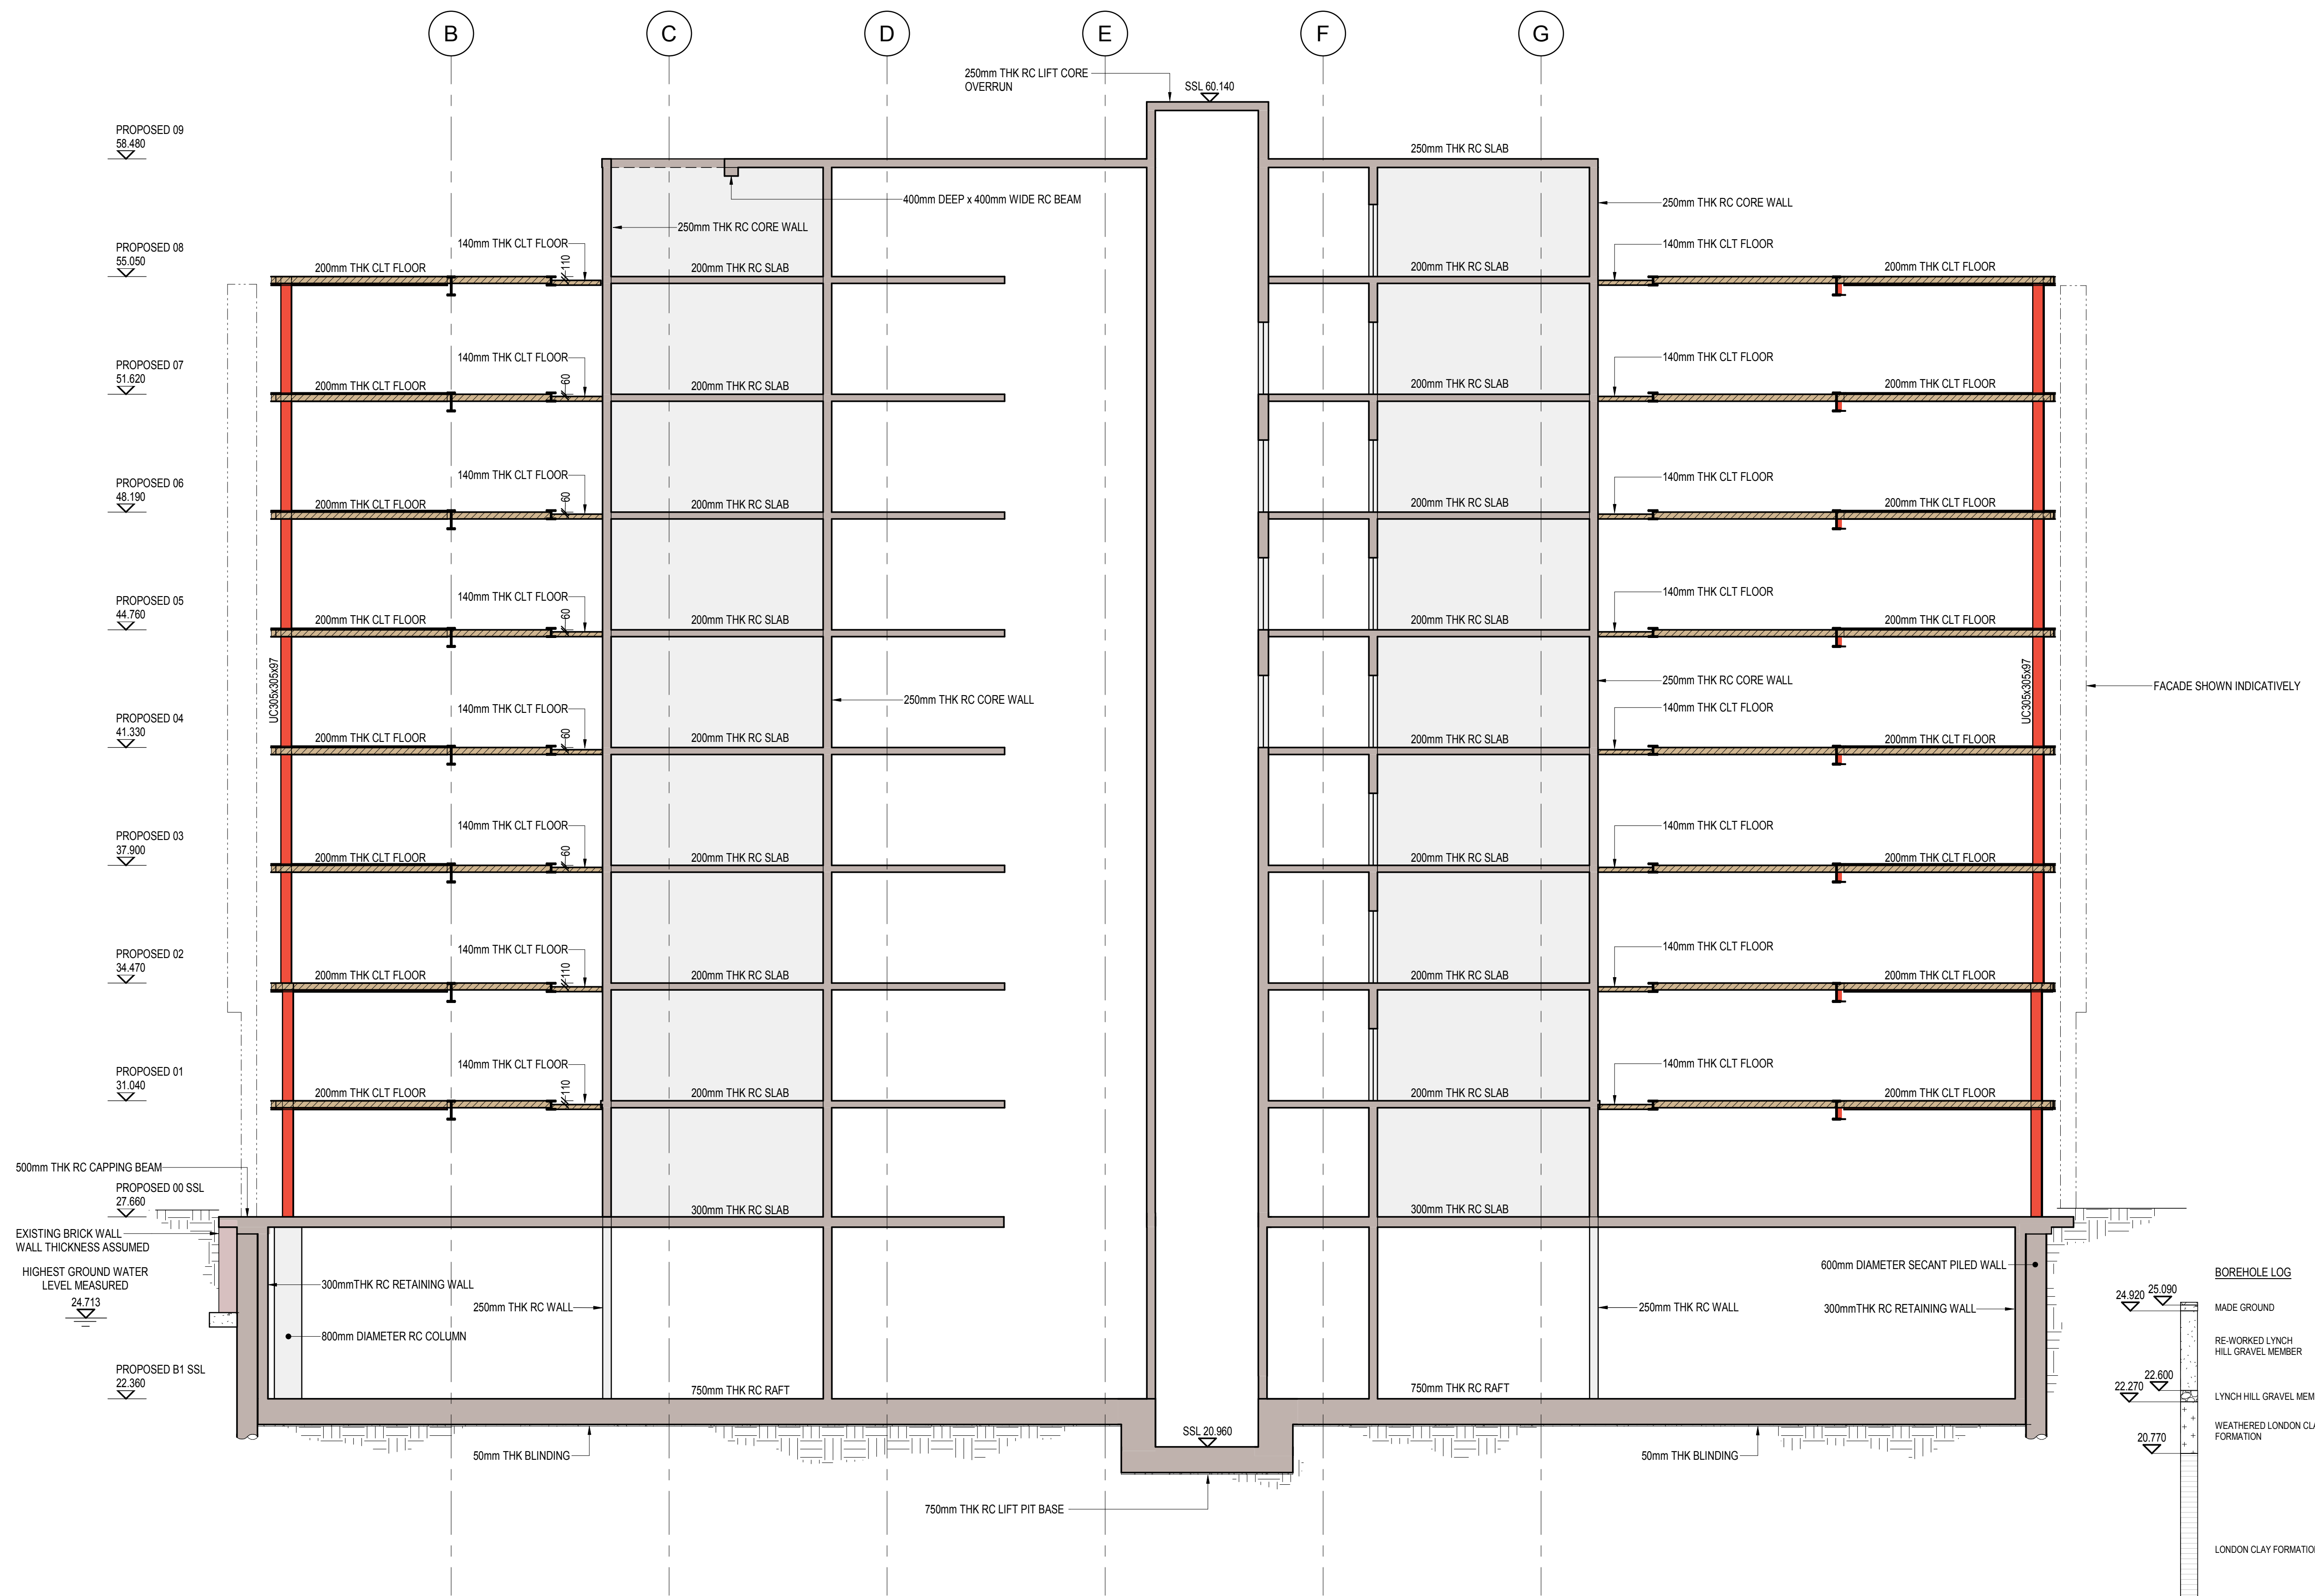 B
C
D
E
F
G
250mm THK RC LIFT CORE
OVERRUN
SSL 60.140
PROPOSED 09
58.480
250mm THK RC SLAB
400mm DEEP x 400mm WIDE RC BEAM
250mm THK RC CORE WALL
250mm THK RC CORE WALL
PROPOSED 08
55.050
140mm THK CLT FLOOR
200mm THK CLT FLOOR
110
200mm THK RC SLAB
200mm THK RC SLAB
140mm THK CLT FLOOR
200mm THK CLT FLOOR
PROPOSED 07
51.620
140mm THK CLT FLOOR
200mm THK CLT FLOOR
60
200mm THK RC SLAB
200mm THK RC SLAB
140mm THK CLT FLOOR
200mm THK CLT FLOOR
PROPOSED 06
48.190
140mm THK CLT FLOOR
200mm THK CLT FLOOR
60
200mm THK RC SLAB
200mm THK RC SLAB
140mm THK CLT FLOOR
200mm THK CLT FLOOR
PROPOSED 05
44.760
140mm THK CLT FLOOR
200mm THK CLT FLOOR
60
200mm THK RC SLAB
200mm THK RC SLAB
140mm THK CLT FLOOR
200mm THK CLT FLOOR
UC305x305x97
250mm THK RC CORE WALL
250mm THK RC CORE WALL
UC305x305x97
FACADE SHOWN INDICATIVELY
PROPOSED 04
41.330
140mm THK CLT FLOOR
200mm THK CLT FLOOR
60
200mm THK RC SLAB
200mm THK RC SLAB
140mm THK CLT FLOOR
200mm THK CLT FLOOR
PROPOSED 03
37.900
140mm THK CLT FLOOR
200mm THK CLT FLOOR
60
200mm THK RC SLAB
200mm THK RC SLAB
140mm THK CLT FLOOR
200mm THK CLT FLOOR
PROPOSED 02
34.470
140mm THK CLT FLOOR
200mm THK CLT FLOOR
110
200mm THK RC SLAB
200mm THK RC SLAB
140mm THK CLT FLOOR
200mm THK CLT FLOOR
PROPOSED 01
31.040
140mm THK CLT FLOOR
200mm THK CLT FLOOR
110
200mm THK RC SLAB
200mm THK RC SLAB
140mm THK CLT FLOOR
200mm THK CLT FLOOR
500mm THK RC CAPPING BEAM
PROPOSED 00 SSL
27.660
300mm THK RC SLAB
300mm THK RC SLAB
EXISTING BRICK WALL
WALL THICKNESS ASSUMED
HIGHEST GROUND WATER
LEVEL MEASURED
24.713
300mmTHK RC RETAINING WALL
250mm THK RC WALL
800mm DIAMETER RC COLUMN
600mm DIAMETER SECANT PILED WALL
250mm THK RC WALL
300mmTHK RC RETAINING WALL
PROPOSED B1 SSL
22.360
750mm THK RC RAFT
750mm THK RC RAFT
SSL 20.960
50mm THK BLINDING
50mm THK BLINDING
750mm THK RC LIFT PIT BASE
BOREHOLE LOG
25.090
24.920
MADE GROUND
RE-WORKED LYNCH
HILL GRAVEL MEMBER
22.600
22.270
LYNCH HILL GRAVEL MEM
WEATHERED LONDON CLA
FORMATION
20.770
LONDON CLAY FORMATION